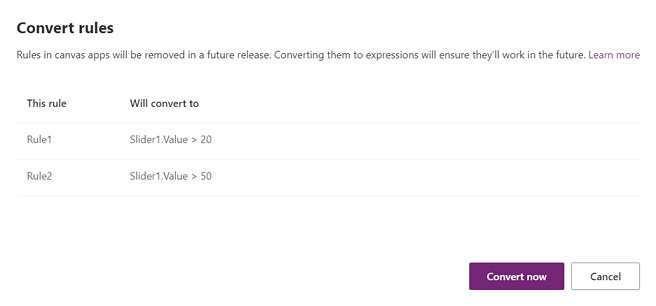 Convert rules
Rules in canvas apps will be removed in a future release. Converting them to expressions will ensure they'll work in the future. Learn more
This rule Will convert to
Rule1 Slider1.Value > 20
Rule2 Slider1.Value > 50
Convert now Cancel